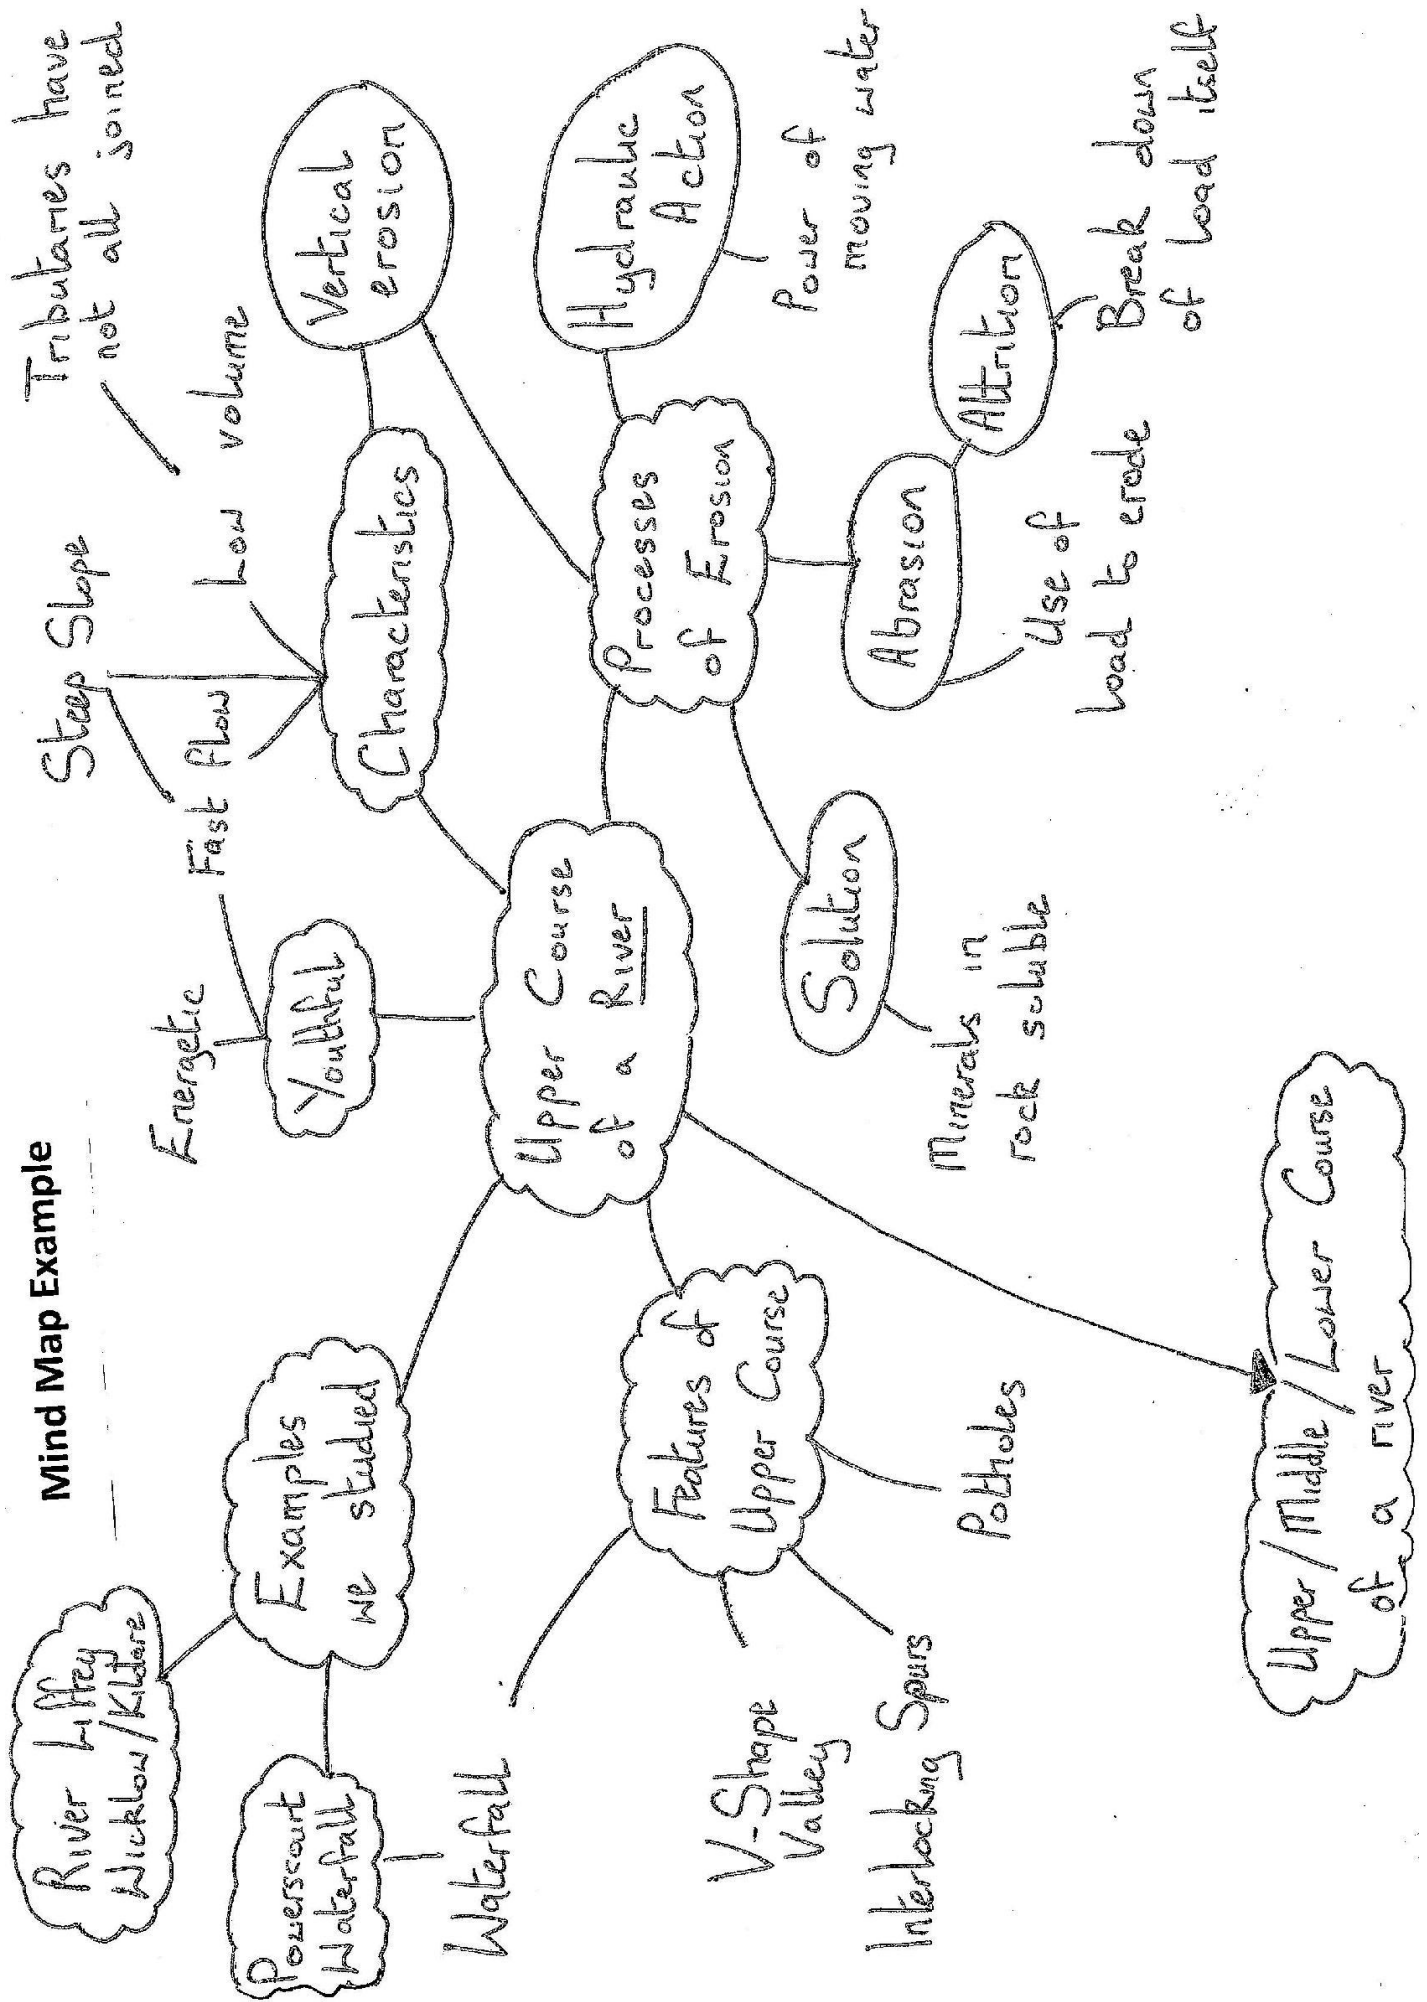 Mind Map Example
River Liffey
Wicklow/Kildare
Powerscourt
Waterfall
Examples
we studied
Waterfall
Energetic
Youthful
Fast flow
Steep Slope
Low volume
Tributaries have
not all joined
Characteristics
Vertical
erosion
Upper Course
of a River
Processes
of Erosion
Hydraulic
Action
Power of
moving water
Abrasion
Use of
Load to erode
Attrition
Break down
of Load itself
Solution
Minerals in
rock soluble
Features of
Upper Course
V-Shape
Valley
Interlocking Spurs
Potholes
Upper/Middle/Lower Course
of a river